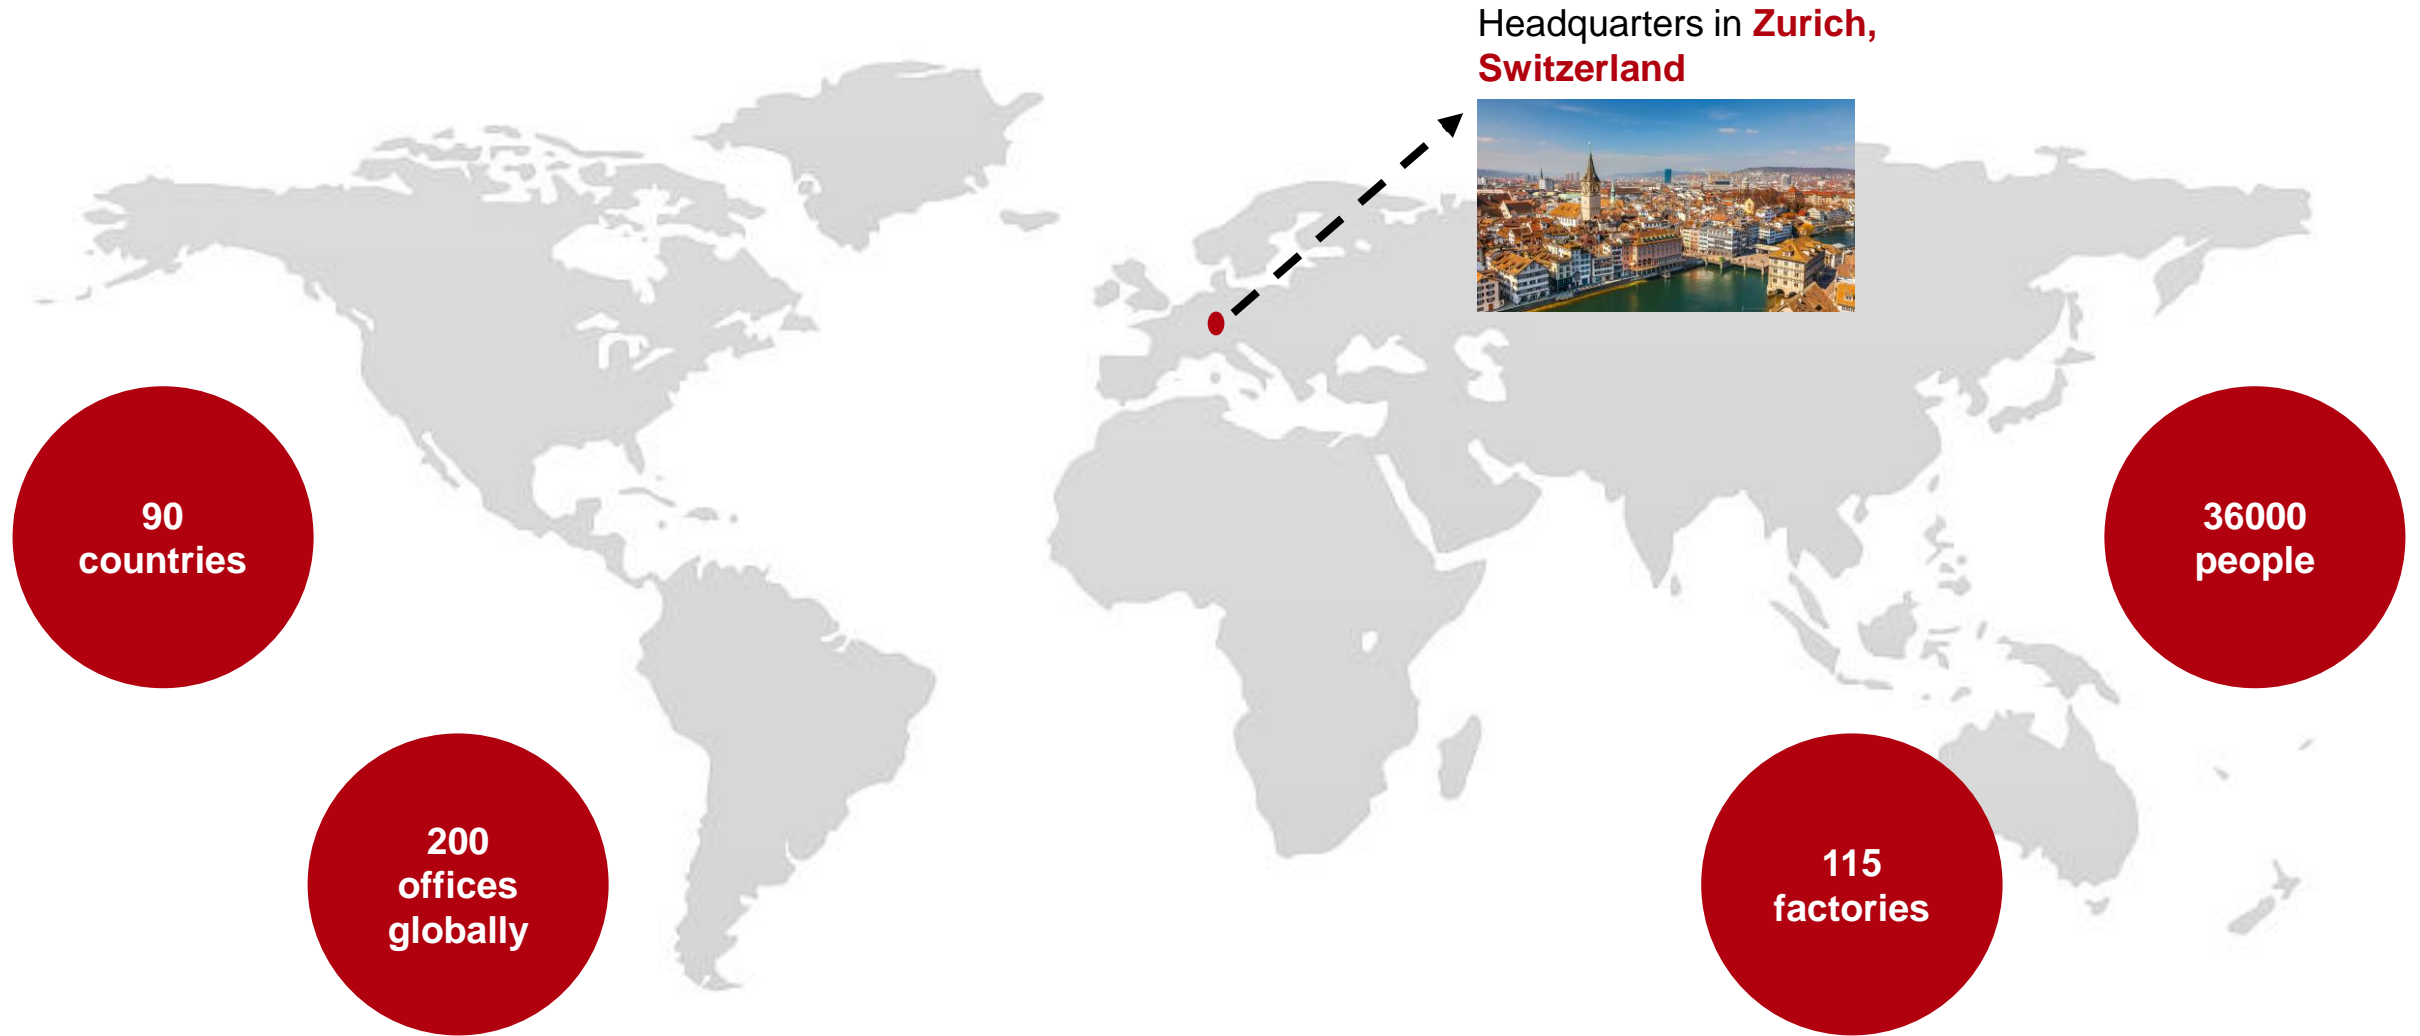 Headquarters in Zurich,
Switzerland
90
countries
36000
people
200
offices
globally
115
factories